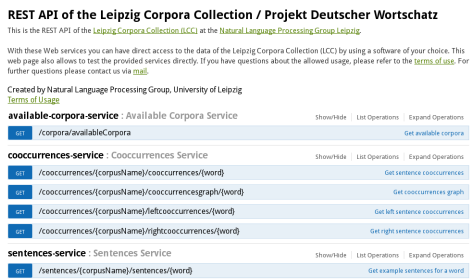 REST API of the Leipzig Corpora Collection / Projekt Deutscher Wortschatz
This is the REST API of the Leipzig Corpora Collection (LCC) at the Natural Language Processing Group Leipzig.
With these Web services you can have direct access to the data of the Leipzig Corpora Collection (LCC) by using a software of your choice. This
web page also allows to test the provided services directly. If you have questions about the allowed usage, please refer to the terms of use. For
further questions please contact us via mail.
Created by Natural Language Processing Group, University of Leipzig
Terms of Usage
available-corpora-service : Available Corpora Service Show/Hide List Operations Expand Operations
GET /corpora/availableCorpora Get available corpora
cooccurrences-service : Cooccurrences Service Show/Hide List Operations Expand Operations
GET /cooccurrences/{corpusName}/cooccurrences/{word} Get sentence cooccurrences
GET /cooccurrences/{corpusName}/cooccurrencesgraph/{word} Get cooccurrences graph
GET /cooccurrences/{corpusName}/leftcooccurrences/{word} Get left sentence cooccurrences
GET /cooccurrences/{corpusName}/rightcooccurrences/{word} Get right sentence cooccurrences
sentences-service : Sentences Service Show/Hide List Operations Expand Operations
GET /sentences/{corpusName}/sentences/{word} Get example sentences for a word